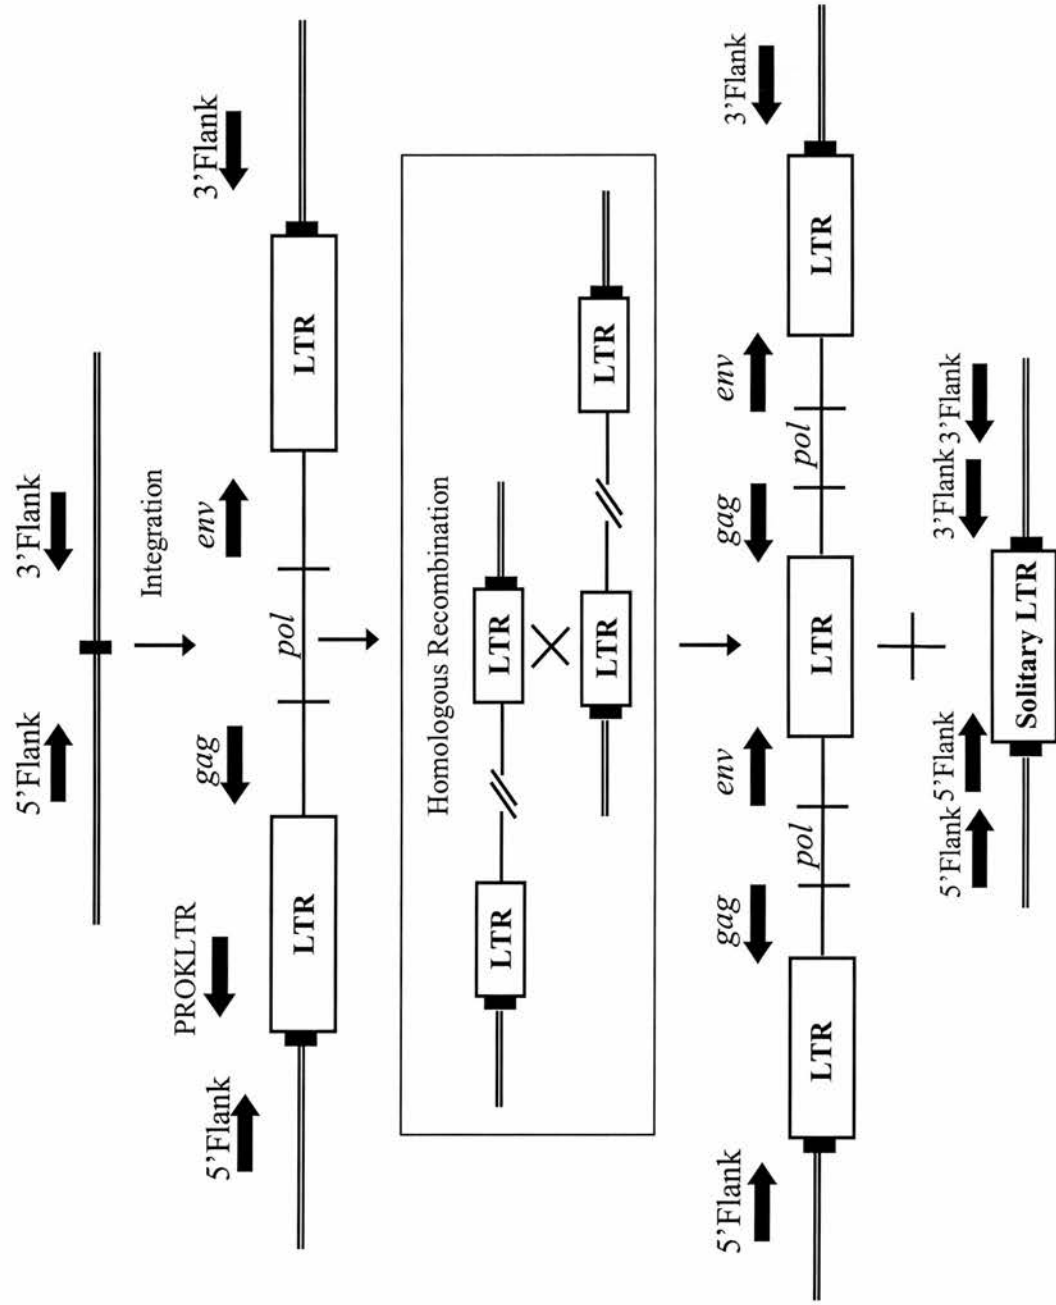 5’Flank
3’Flank
Integration
5’Flank
PROKLTR
gag
env
3’Flank
LTR
pol
LTR
Homologous Recombination
LTR
LTR
LTR
LTR
5’Flank
gag
env
gag
env
3’Flank
pol
pol
LTR
LTR
LTR
5’Flank
5’Flank
3’Flank
3’Flank
Solitary LTR